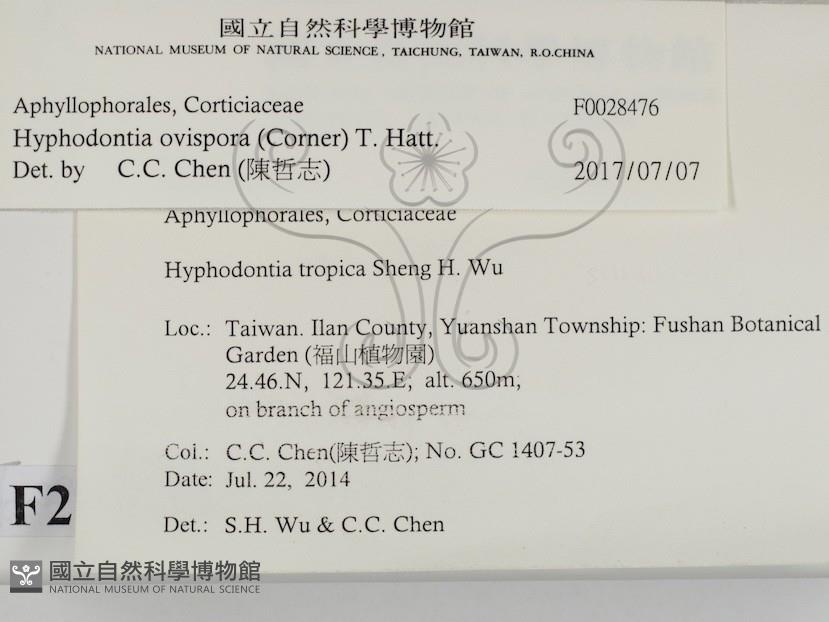 國立自然科學博物館
NATIONAL MUSEUM OF NATURAL SCIENCE, TAICHUNG, TAIWAN, R.O.CHINA
Aphyllophorales, Corticiaceae F0028476
Hyphodontia ovispora (Corner) T. Hatt.
Det. by C.C. Chen (陳哲志) 2017/07/07
Aphyllophorales, Corticiaceae
Hyphodontia tropica Sheng H. Wu
Loc.: Taiwan. Ilan County, Yuanshan Township: Fushan Botanical
Garden (福山植物園)
24.46.N, 121.35.E; alt. 650m;
on branch of angiosperm
Col.: C.C. Chen(陳哲志); No. GC 1407-53
Date: Jul. 22, 2014
Det.: S.H. Wu & C.C. Chen
F2
國立自然科學博物館
NATIONAL MUSEUM OF NATURAL SCIENCE